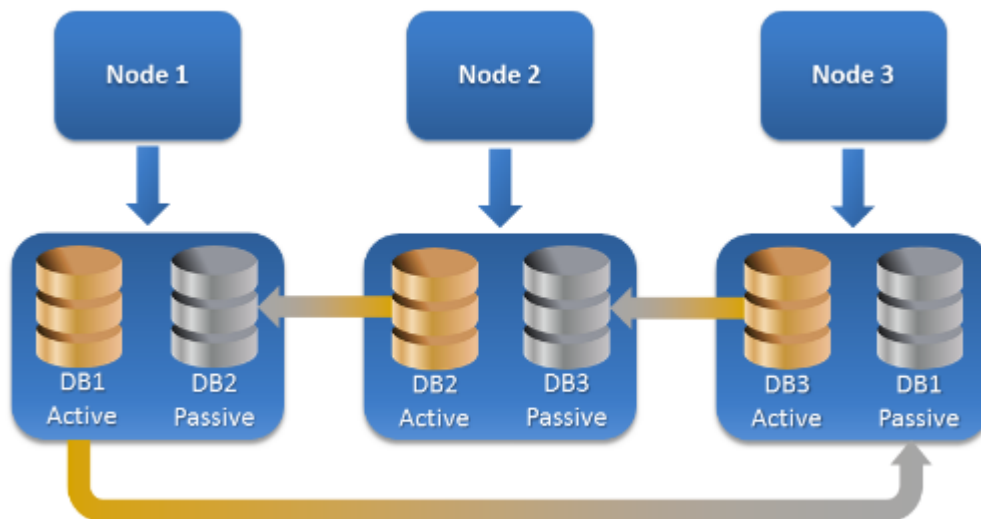 Node 1
Node 2
Node 3
DB1
Active
DB2
Passive
DB2
Active
DB3
Passive
DB3
Active
DB1
Passive